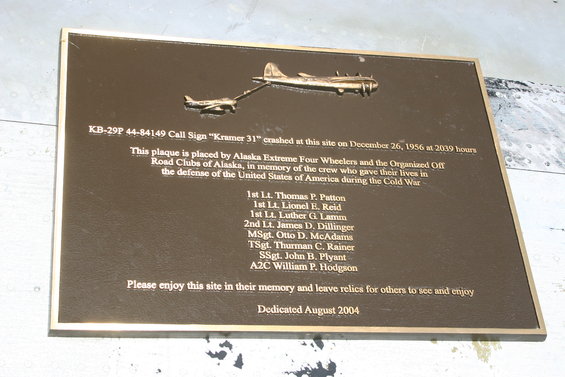 KB-29P 44-84149 Call Sign "Kramer 31" crashed at this site on December 26, 1956 at 2039 hours
This plaque is placed by Alaska Extreme Four Wheelers and the Organized Off
Road Clubs of Alaska, in memory of the crew who gave their lives in
the defense of the United States of America during the Cold War
1st Lt. Thomas P. Patton
1st Lt. Lionel E. Reid
1st Lt. Luther G. Lamm
2nd Lt. James D. Dillinger
MSgt. Otto D. McAdams
TSgt. Thurman C. Rainer
SSgt. John B. Plyant
A2C William P. Hodgson
Please enjoy this site in their memory and leave relics for others to see and enjoy
Dedicated August 2004